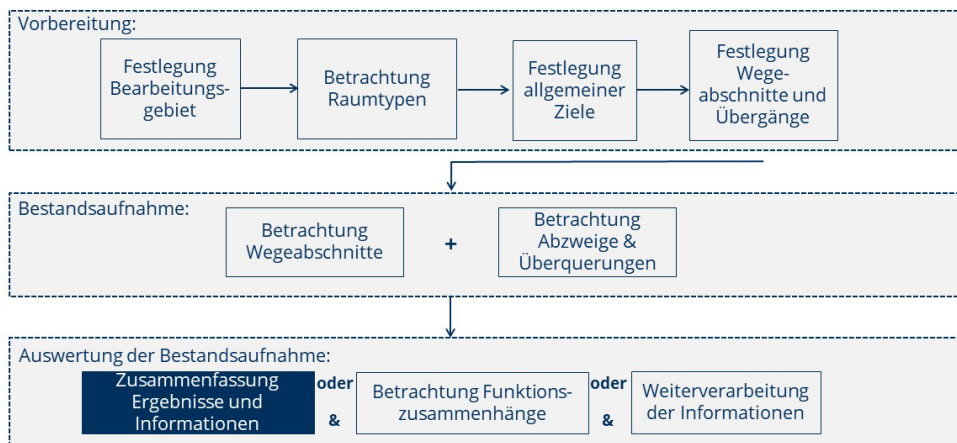 Vorbereitung:
Festlegung
Bearbeitungs-
gebiet
Betrachtung
Raumtypen
Festlegung
allgemeiner
Ziele
Festlegung
Wege-
abschnitte und
Übergänge
Bestandsaufnahme:
Betrachtung
Wegeabschnitte
+
Betrachtung
Abzweige &
Überquerungen
Auswertung der Bestandsaufnahme:
Zusammenfassung
Ergebnisse und
Informationen
oder
&
Betrachtung Funktions-
zusammenhänge
oder
&
Weiterverarbeitung
der Informationen